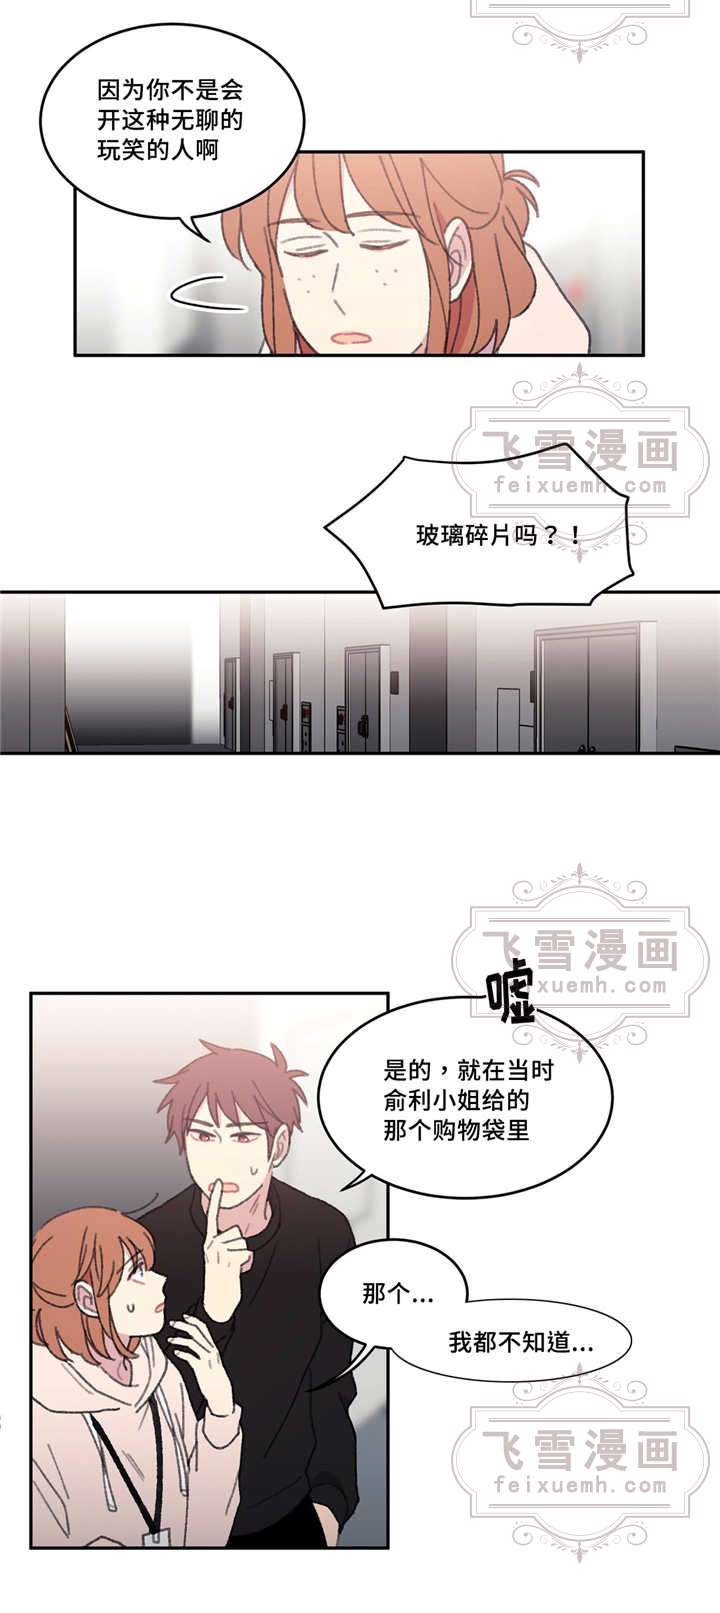 因为你不是会
开这种无聊的
玩笑的人啊
飞雪漫画
feixuemh.com
玻璃碎片吗？！
飞雪漫画
feixuemh.com
嘘
是的，就在当时
俞利小姐给的
那个购物袋里
那个...
我都不知道...
飞雪漫画
feixuemh.com